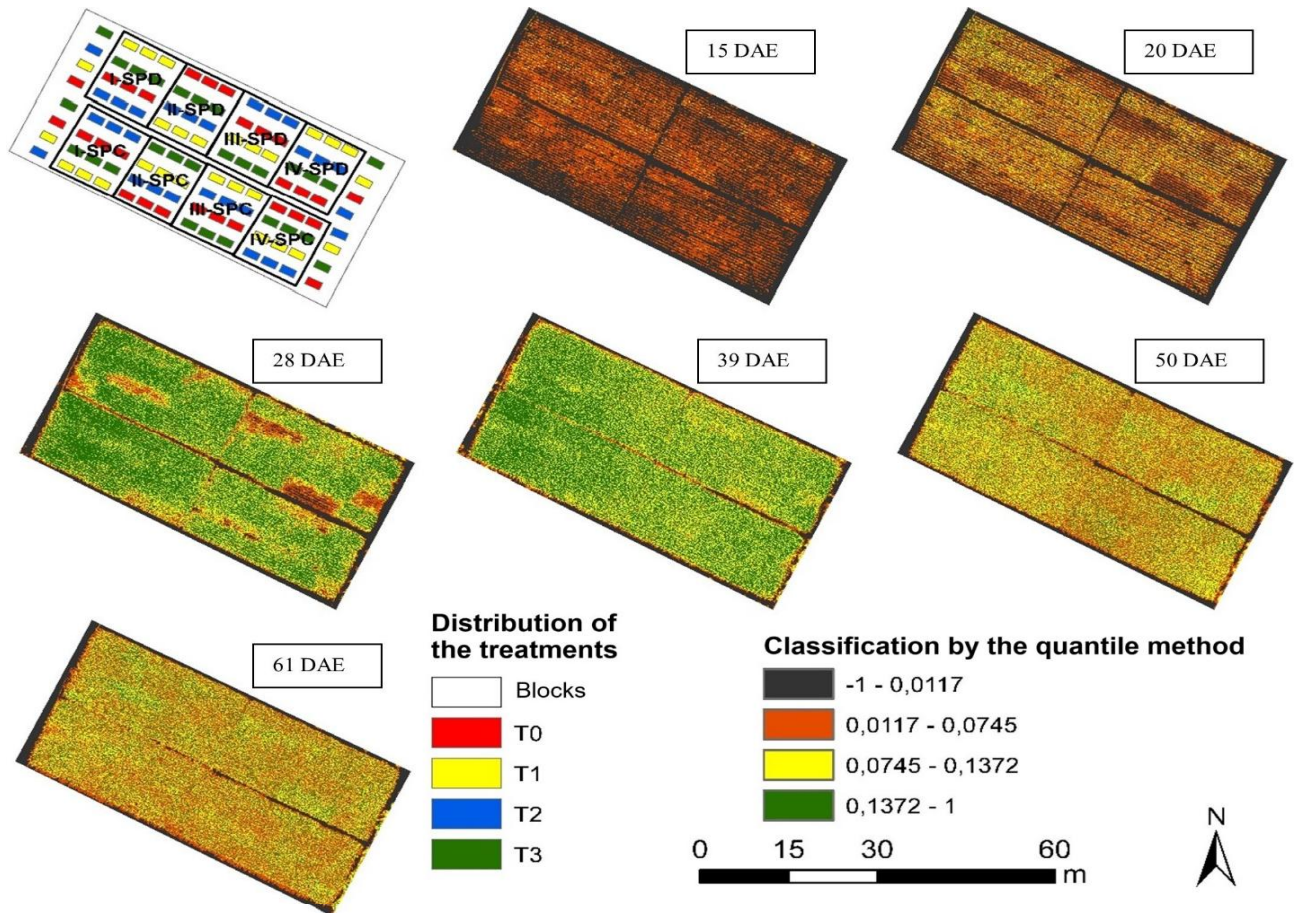 15 DAE
20 DAE
I-SPD
II-SPD
III-SPD
IV-SPD
I-SPC
II-SPC
III-SPC
IV-SPC
28 DAE
39 DAE
50 DAE
61 DAE
Distribution of
the treatments
Blocks
T0
T1
T2
T3
Classification by the quantile method
-1 - 0,0117
0,0117 - 0,0745
0,0745 - 0,1372
0,1372 - 1
0 15 30 60
m
N